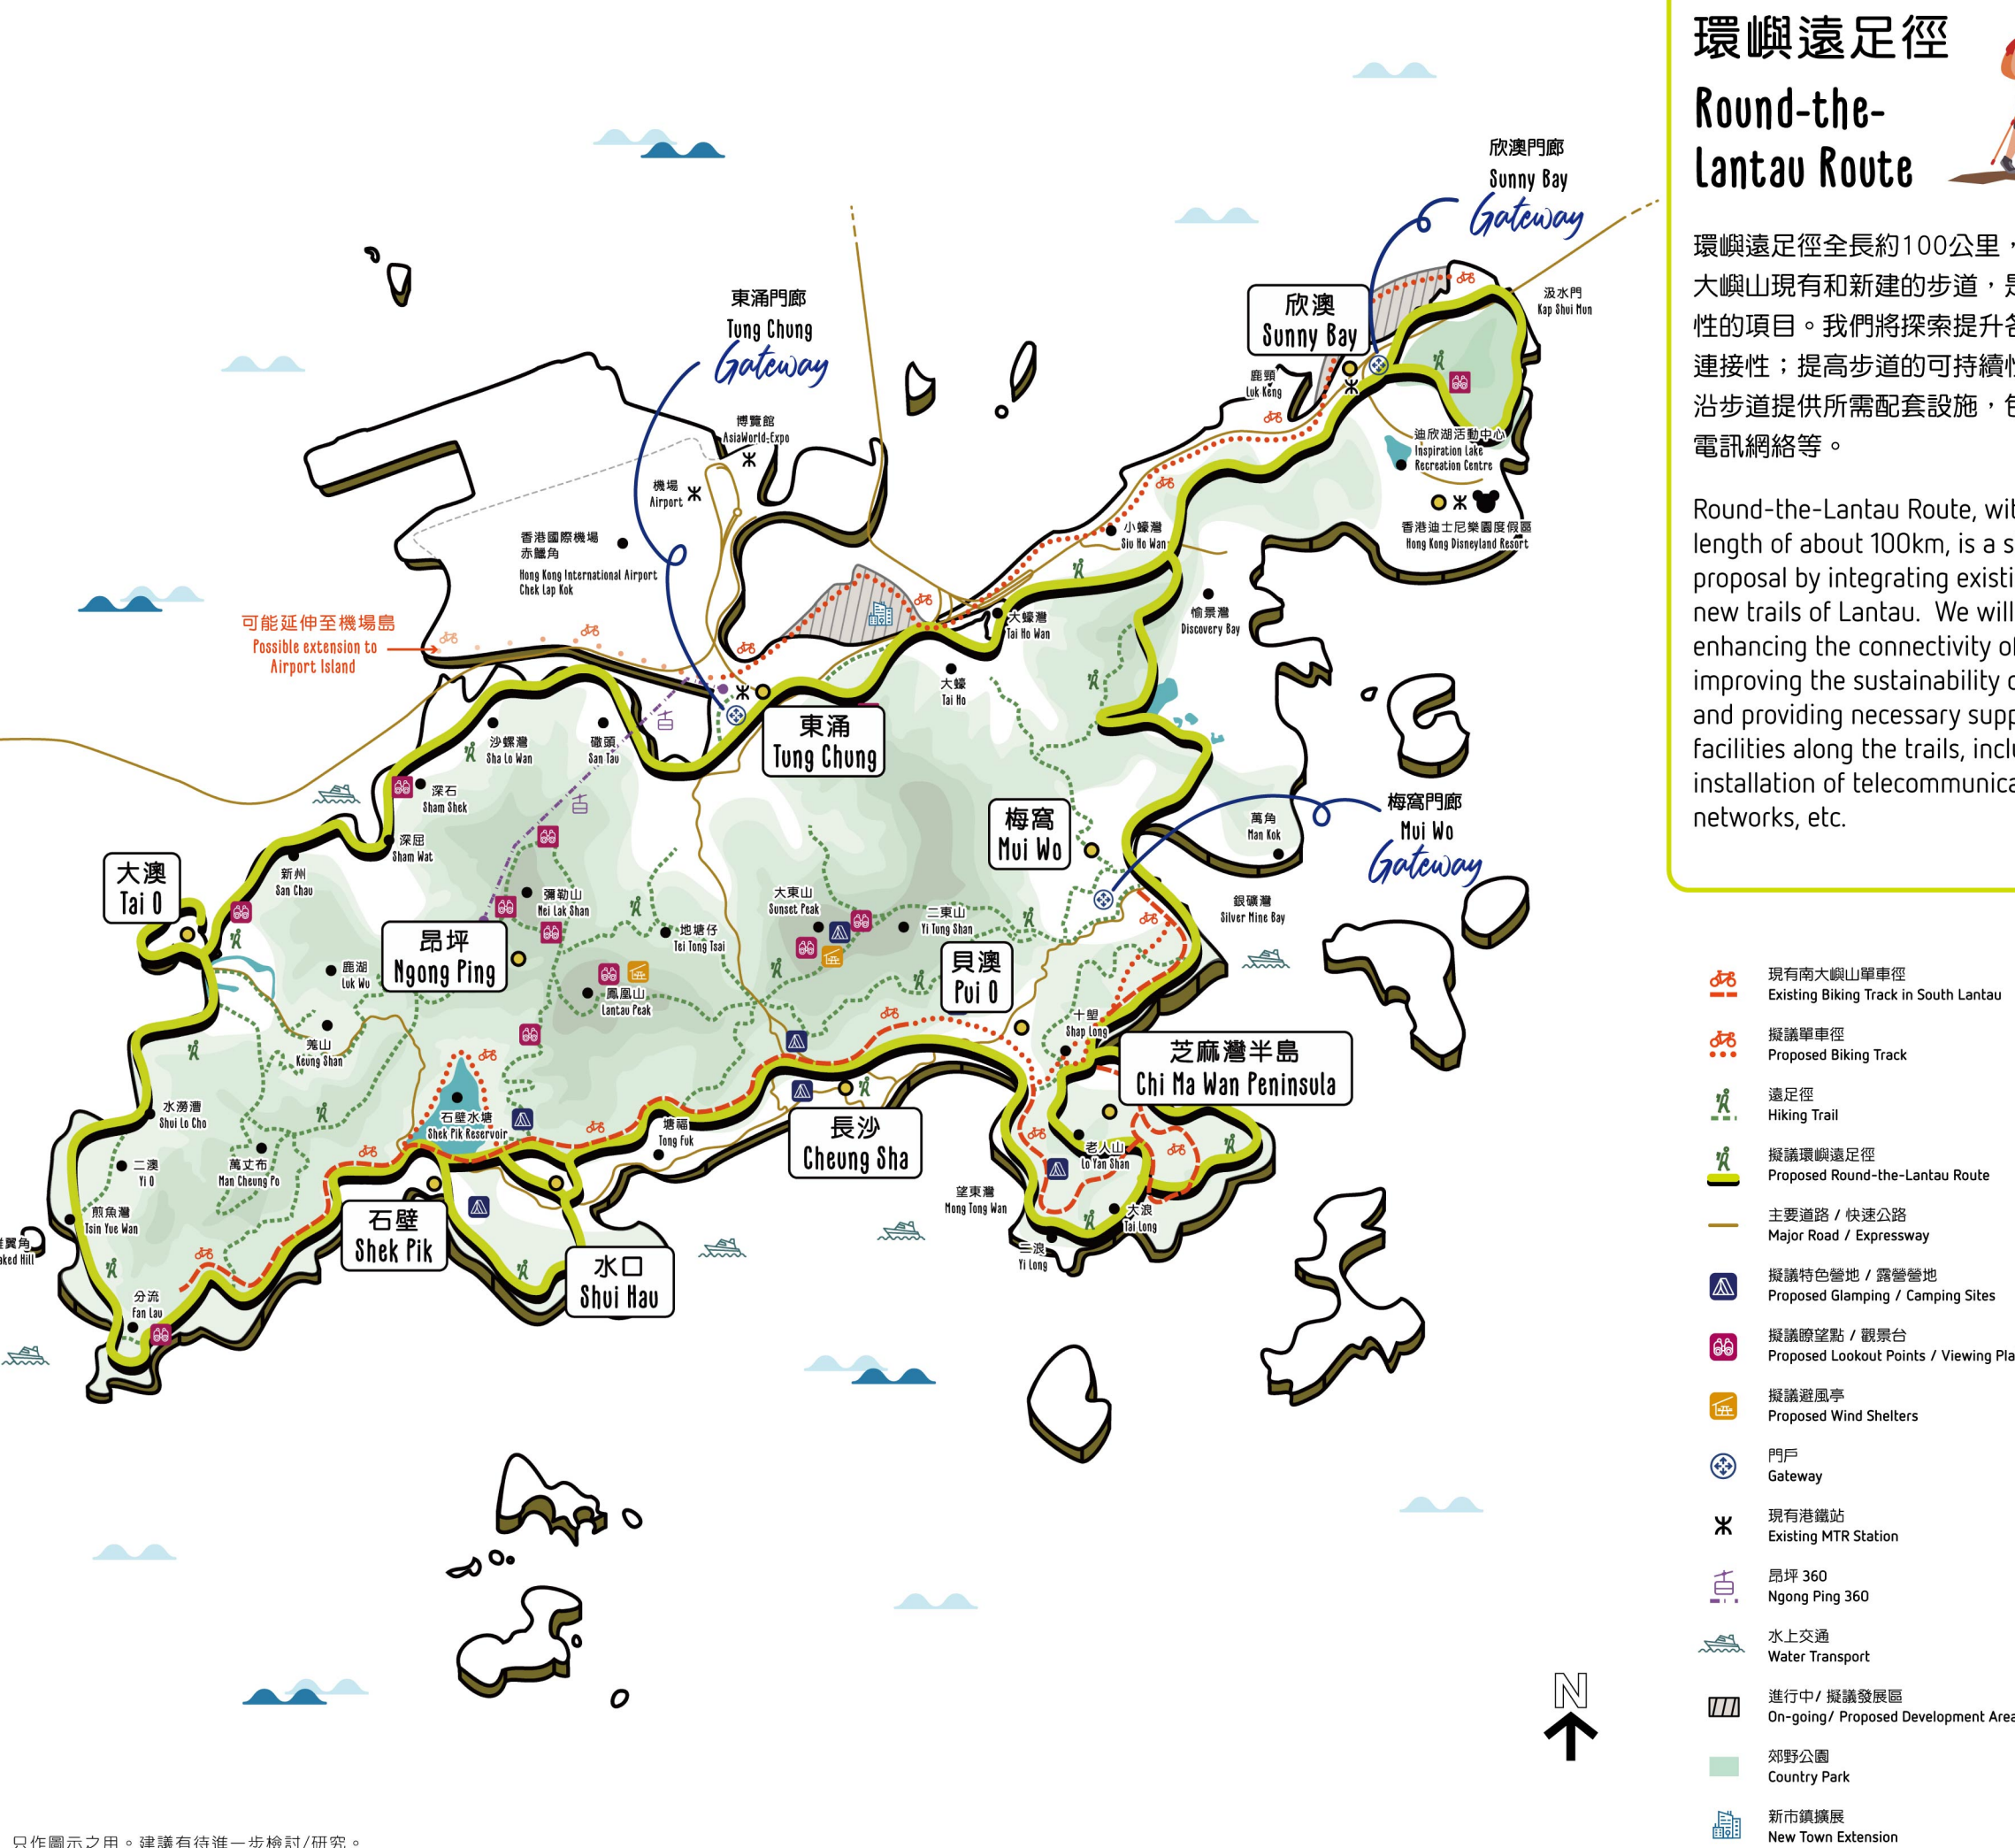 環嶼遠足徑
Round-the-
Lantau Route
環嶼遠足徑全長約100公里，
大嶼山現有和新建的步道，
性的項目。我們將探索提升
連接性；提高步道的可持續
沿步道提供所需配套設施，
電訊網絡等。
Round-the-Lantau Route,
length of about 100km, is a
proposal by integrating
new trails of Lantau. We will
enhancing the connectivity
improving the sustainability
and providing necessary
facilities along the trails,
installation of
networks, etc.
欣澳門廊
Sunny Bay
Gateway
汲水門
Kap Shui Mun
欣澳
Sunny Bay
東涌門廊
Tung Chung
Gateway
鹿頸
Luk Keng
博覽館
AsiaWorld-Expo
迪欣湖活動中心
Inspiration Lake
Recreation Centre
機場
Airport
香港國際機場
赤鱲角
Hong Kong International Airport
Chek Lap Kok
小蠔灣
Siu Ho Wan
香港迪士尼樂園度假區
Hong Kong Disneyland Resort
可能延伸至機場島
Possible extension to
Airport Island
大蠔灣
Tai Ho Wan
愉景灣
Discovery Bay
大蠔
Tai Ho
東涌
Tung Chung
沙螺灣
Sha Lo Wan
䃟頭
San Tau
深石
Sham Shek
深屈
Sham Wat
梅窩
Mui Wo
萬角
Man Kok
梅窩門廊
Mui Wo
Gateway
大澳
Tai O
新州
San Chau
彌勒山
Nei Lak Shan
大東山
Sunset Peak
二東山
Yi Tung Shan
銀礦灣
Silver Mine Bay
昂坪
Ngong Ping
地塘仔
Tei Tong Tsai
貝澳
Pui O
鹿湖
Luk Wu
鳳凰山
Lantau Peak
十塱
Shap Long
羗山
Keung Shan
芝麻灣半島
Chi Ma Wan Peninsula
水澇漕
Shui Lo Cho
石壁水塘
Shek Pik Reservoir
塘福
Tong Fuk
長沙
Cheung Sha
老人山
Lo Yan Shan
二澳
Yi O
萬丈布
Man Cheung Po
望東灣
Mong Tong Wan
大浪
Tai Long
煎魚灣
Tsin Yue Wan
翼角
Hill
石壁
Shek Pik
二浪
Yi Long
水口
Shui Hau
分流
Fan Lau
N
現有南大嶼山單車徑
Existing Biking Track in South Lantau
擬議單車徑
Proposed Biking Track
遠足徑
Hiking Trail
擬議環嶼遠足徑
Proposed Round-the-Lantau Route
主要道路 / 快速公路
Major Road / Expressway
擬議特色營地 / 露營營地
Proposed Glamping / Camping Sites
擬議瞭望點 / 觀景台
Proposed Lookout Points / Viewing
擬議避風亭
Proposed Wind Shelters
門戶
Gateway
現有港鐵站
Existing MTR Station
昂坪 360
Ngong Ping 360
水上交通
Water Transport
進行中/ 擬議發展區
On-going/ Proposed Development Area
郊野公園
Country Park
新市鎮擴展
New Town Extension
只作圖示之用。建議有待進一步檢討/研究。